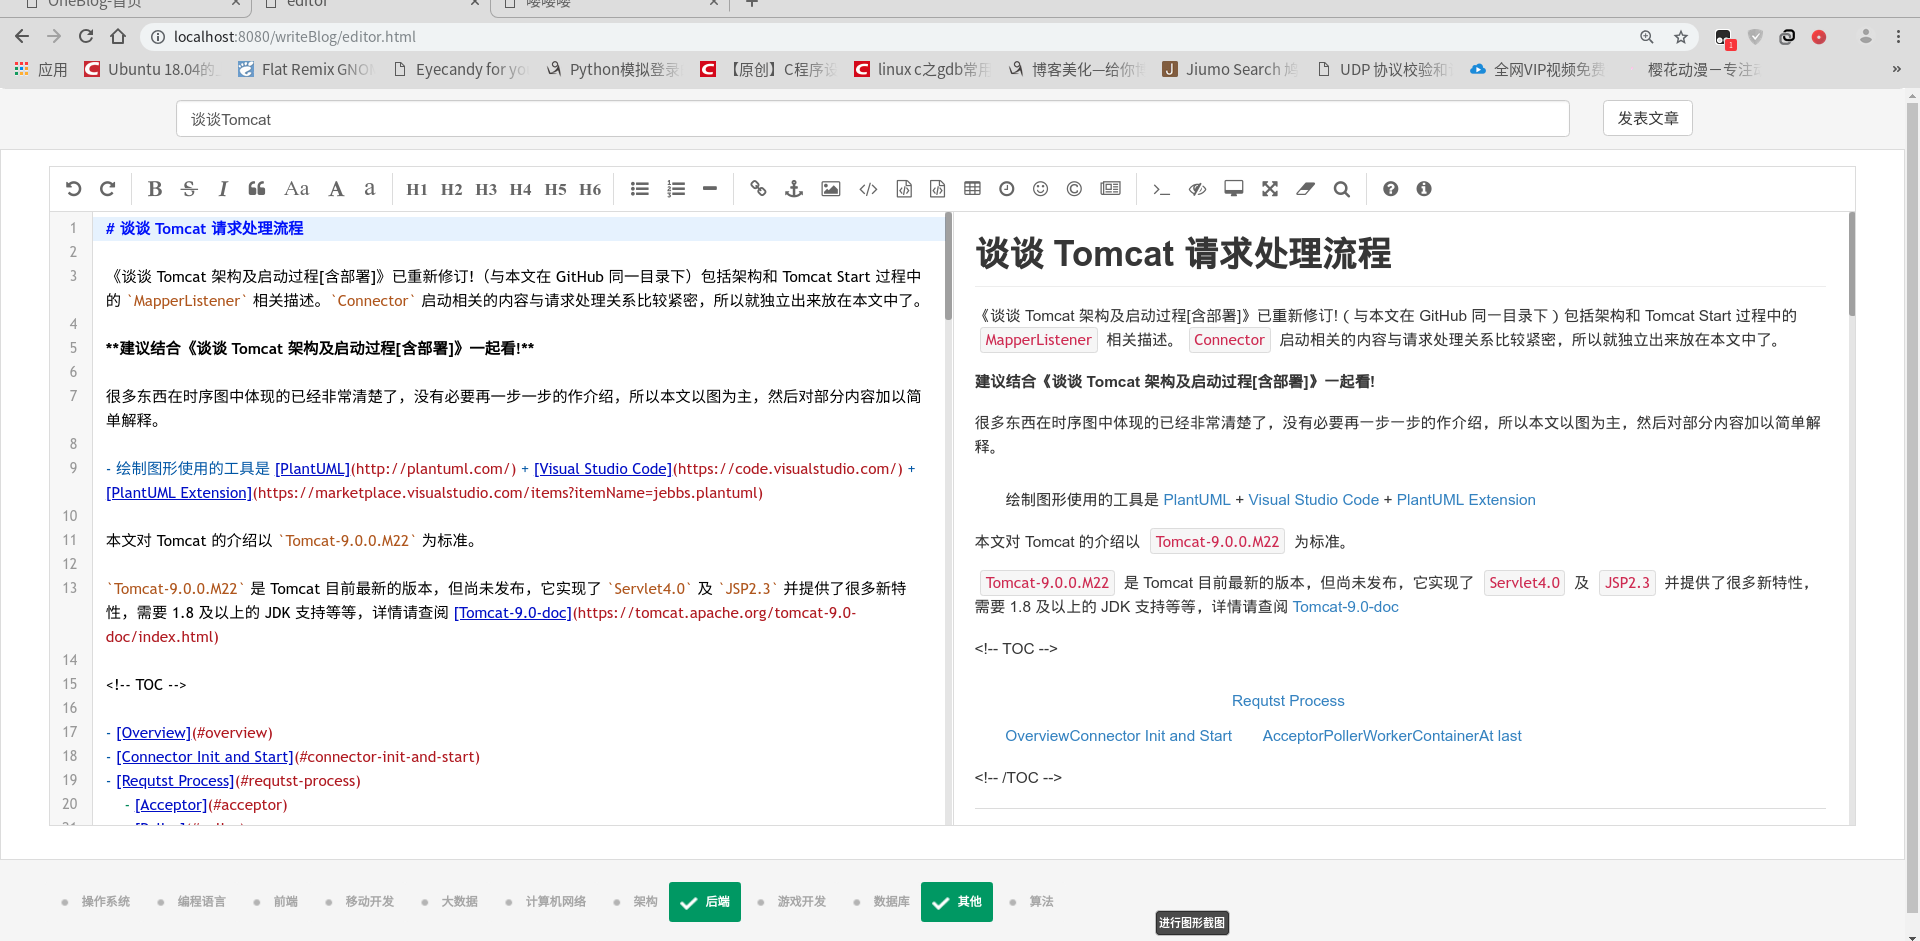 OneBlog-首页
editor
嘤嘤嘤
localhost:8080/writeBlog/editor.html
1
应用
Ubuntu 18.04的
Flat Remix GNO
Eyecandy for yo
Python模拟登录
【原创】C程序设
linux c之gdb常用
博客美化—给你博
Jiumo Search 鸠
UDP 协议校验和
全网VIP视频免费
樱花动漫－专注动
»
谈谈Tomcat
发表文章
B S I Aa A a H1 H2 H3 H4 H5 H6
1 # 谈谈 Tomcat 请求处理流程
2
3 《谈谈 Tomcat 架构及启动过程[含部署]》已重新修订!（与本文在 GitHub 同一目录下）包括架构和 Tomcat Start 过程中
的 `MapperListener` 相关描述。`Connector` 启动相关的内容与请求处理关系比较紧密，所以就独立出来放在本文中了。
4
5 **建议结合《谈谈 Tomcat 架构及启动过程[含部署]》一起看!**
6
7 很多东西在时序图中体现的已经非常清楚了，没有必要再一步一步的作介绍，所以本文以图为主，然后对部分内容加以简
单解释。
8
9 - 绘制图形使用的工具是 [PlantUML](http://plantuml.com/) + [Visual Studio Code](https://code.visualstudio.com/) +
[PlantUML Extension](https://marketplace.visualstudio.com/items?itemName=jebbs.plantuml)
10
11 本文对 Tomcat 的介绍以 `Tomcat-9.0.0.M22` 为标准。
12
13 `Tomcat-9.0.0.M22` 是 Tomcat 目前最新的版本，但尚未发布，它实现了 `Servlet4.0` 及 `JSP2.3` 并提供了很多新特
性，需要 1.8 及以上的 JDK 支持等等，详情请查阅 [Tomcat-9.0-doc](https://tomcat.apache.org/tomcat-9.0-
doc/index.html)
14
15 <!-- TOC -->
16
17 - [Overview](#overview)
18 - [Connector Init and Start](#connector-init-and-start)
19 - [Requtst Process](#requtst-process)
20 - [Acceptor](#acceptor)
谈谈 Tomcat 请求处理流程
《谈谈 Tomcat 架构及启动过程[含部署]》已重新修订!（与本文在 GitHub 同一目录下）包括架构和 Tomcat Start 过程中的
MapperListener 相关描述。 Connector 启动相关的内容与请求处理关系比较紧密，所以就独立出来放在本文中了。
建议结合《谈谈 Tomcat 架构及启动过程[含部署]》一起看!
很多东西在时序图中体现的已经非常清楚了，没有必要再一步一步的作介绍，所以本文以图为主，然后对部分内容加以简单解
释。
绘制图形使用的工具是 PlantUML + Visual Studio Code + PlantUML Extension
本文对 Tomcat 的介绍以 Tomcat-9.0.0.M22 为标准。
Tomcat-9.0.0.M22 是 Tomcat 目前最新的版本，但尚未发布，它实现了 Servlet4.0 及 JSP2.3 并提供了很多新特性，
需要 1.8 及以上的 JDK 支持等等，详情请查阅 Tomcat-9.0-doc
<!-- TOC -->
Requtst Process
OverviewConnector Init and Start AcceptorPollerWorkerContainerAt last
<!-- /TOC -->
操作系统
编程语言
前端
移动开发
大数据
计算机网络
架构
后端
游戏开发
数据库
其他
算法
进行图形截图